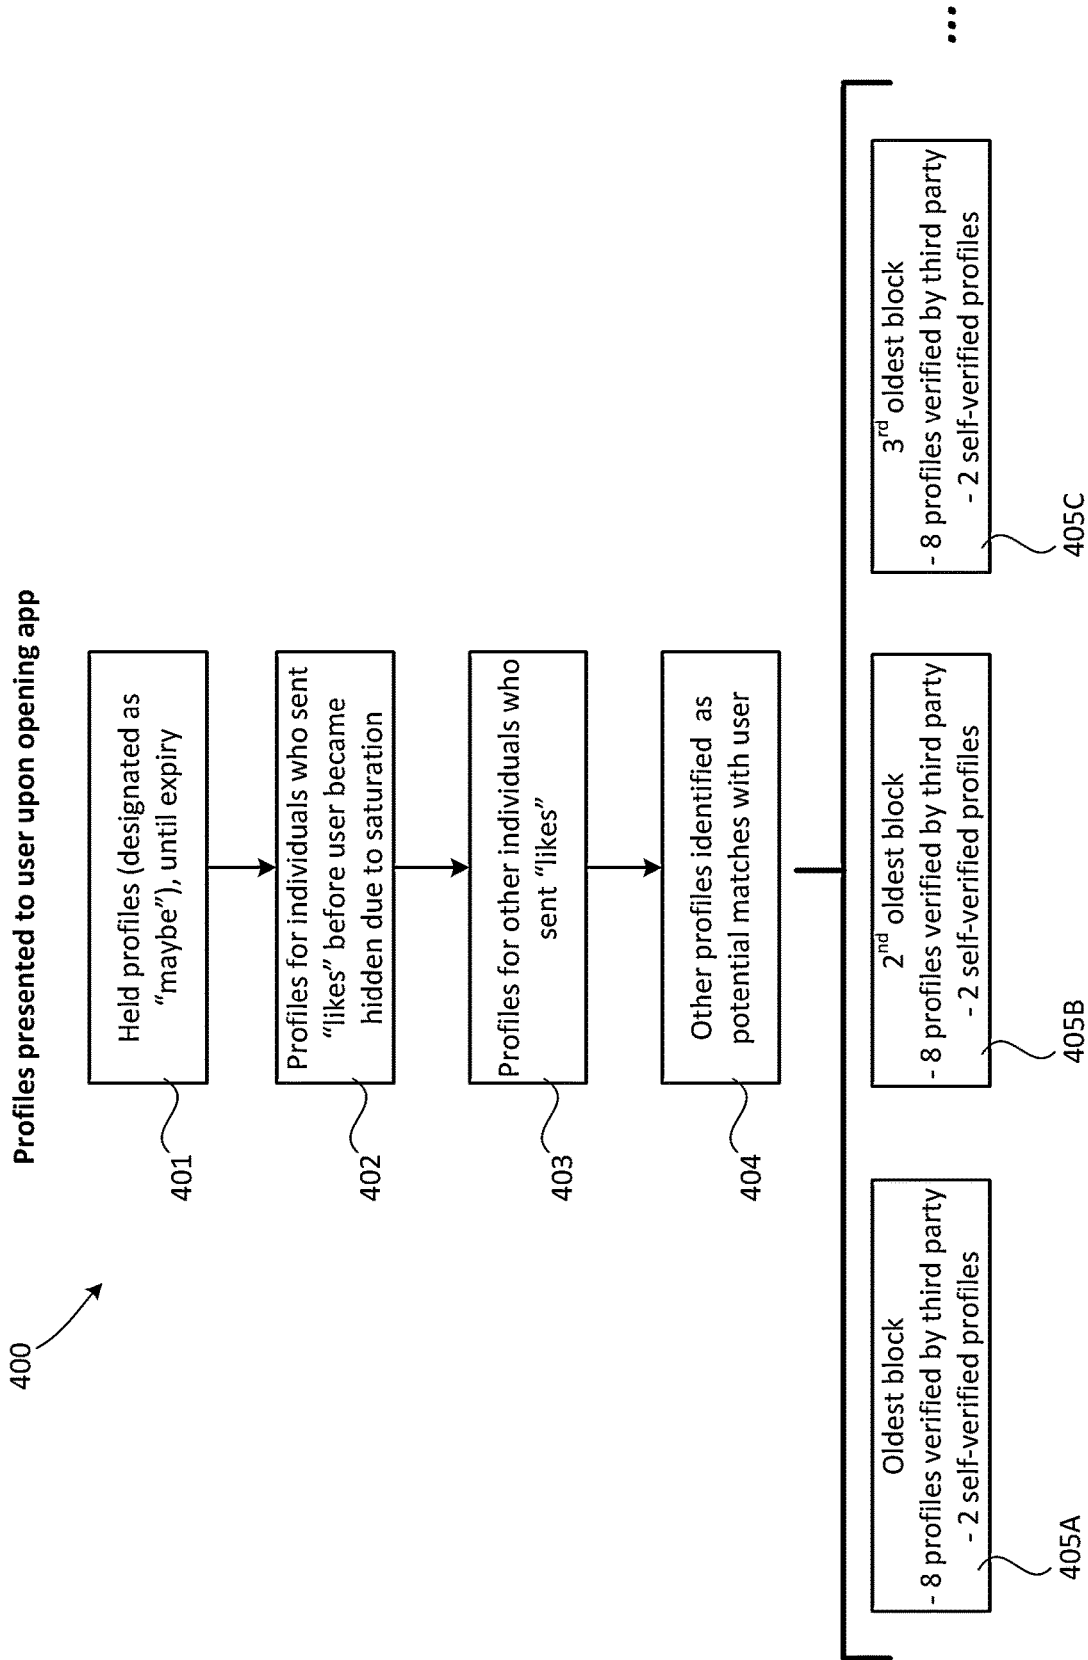 Profiles presented to user upon opening app
400
Held profiles (designated as
“maybe”), until expiry
401
Profiles for individuals who sent
“likes” before user became
hidden due to saturation
402
Profiles for other individuals who
sent “likes”
403
Other profiles identified as
potential matches with user
404
Oldest block
- 8 profiles verified by third party
- 2 self-verified profiles
405A
2nd oldest block
- 8 profiles verified by third party
- 2 self-verified profiles
405B
3rd oldest block
- 8 profiles verified by third party
- 2 self-verified profiles
405C
...